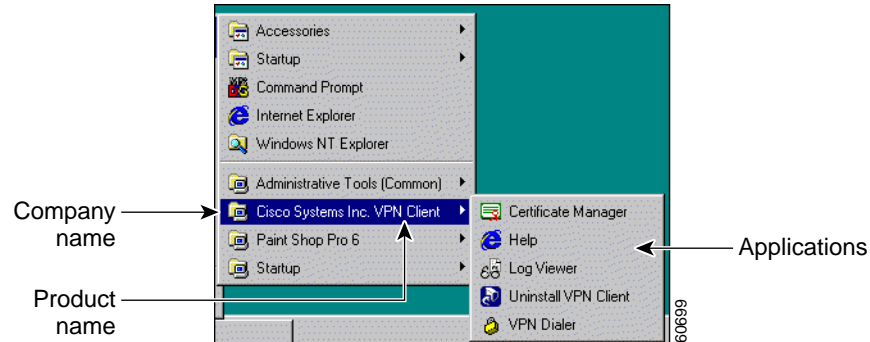 Accessories
Startup
Command Prompt
Internet Explorer
Windows NT Explorer
Administrative Tools (Common)
Company name
Cisco Systems Inc. VPN Client
Paint Shop Pro 6
Startup
Product name
Certificate Manager
Help
Log Viewer
Uninstall VPN Client
VPN Dialer
Applications
60699